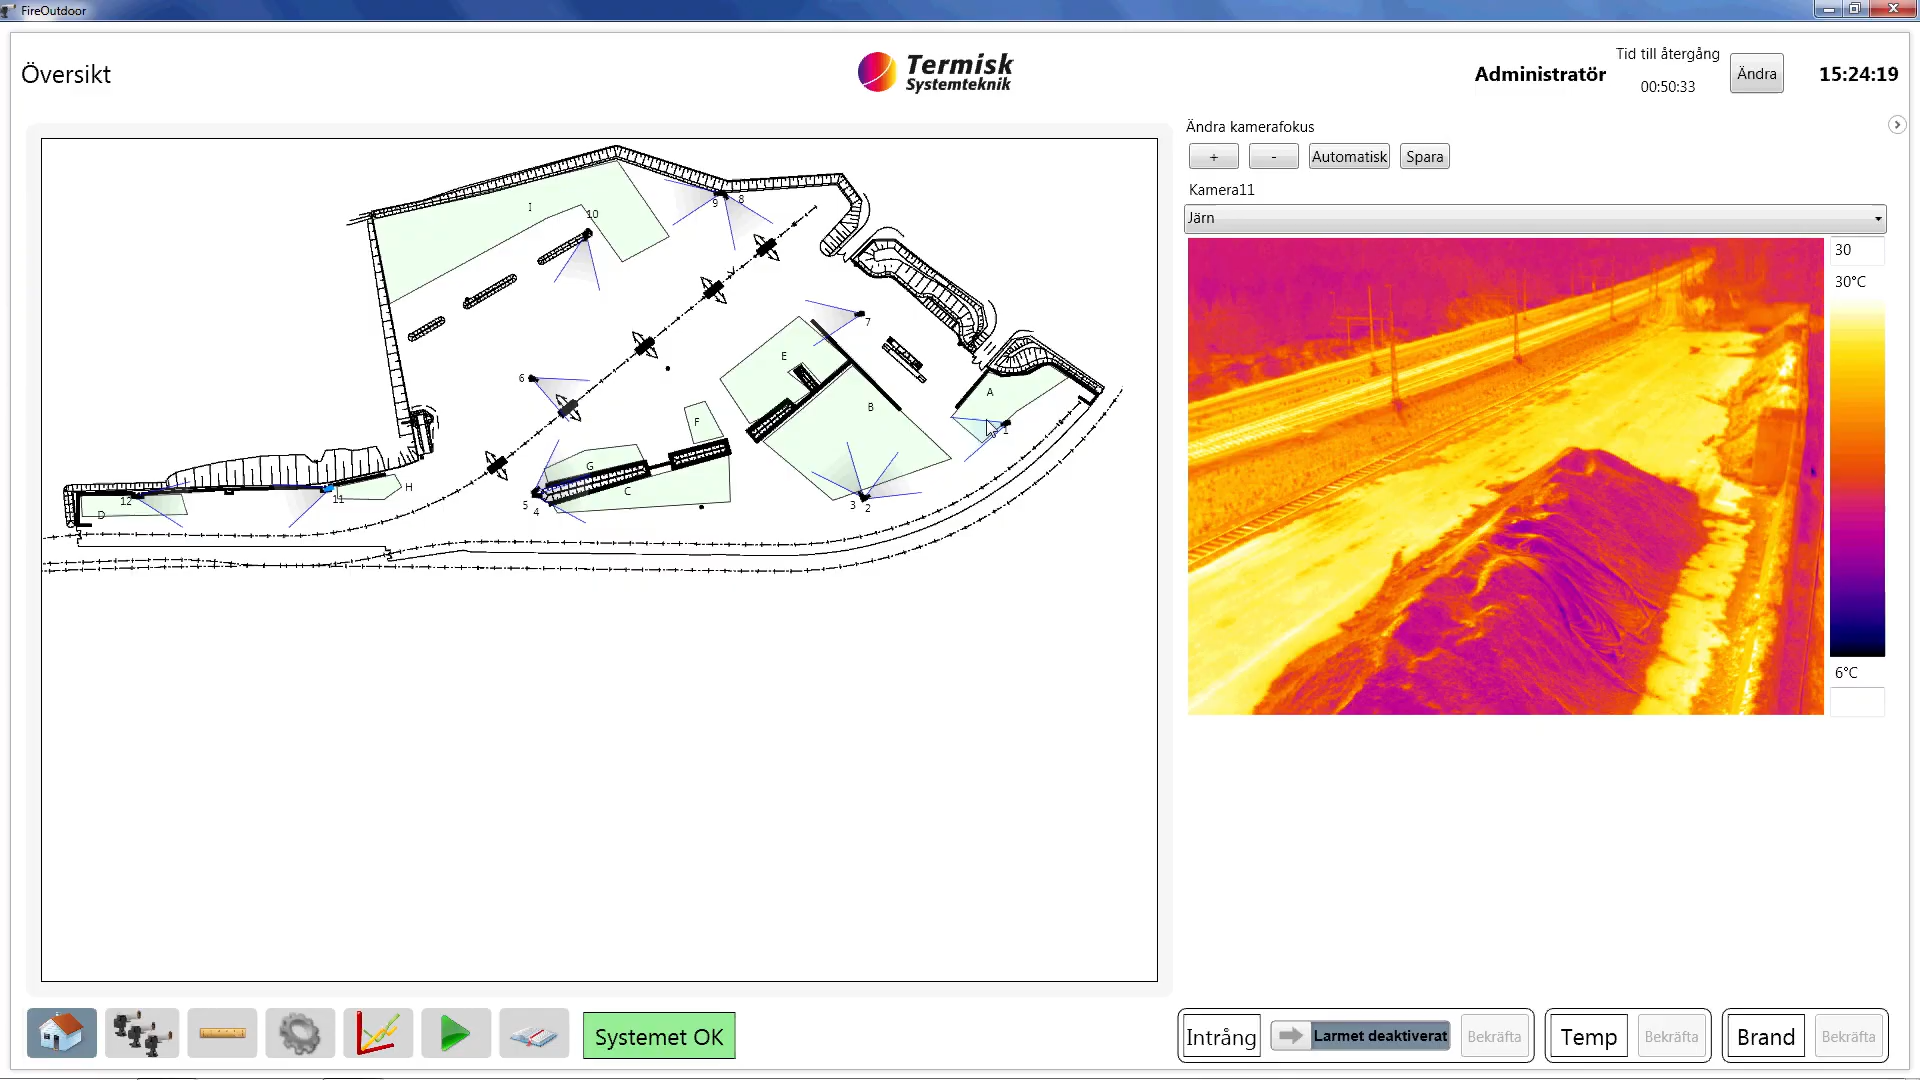 FireOutdoor
Översikt
Termisk
Systemteknik
Administratör
Tid till återgång
00:50:33
Ändra
15:24:19
Ändra kamerafokus
+
-
Automatisk
Spara
Kamera11
Järn
30
30°C
6°C
I
10
9
8
7
E
6
A
B
F
1
G
H
C
12
11
D
5
4
3
2
Systemet OK
Intrång
Larmet deaktiverat
Bekräfta
Temp
Bekräfta
Brand
Bekräfta